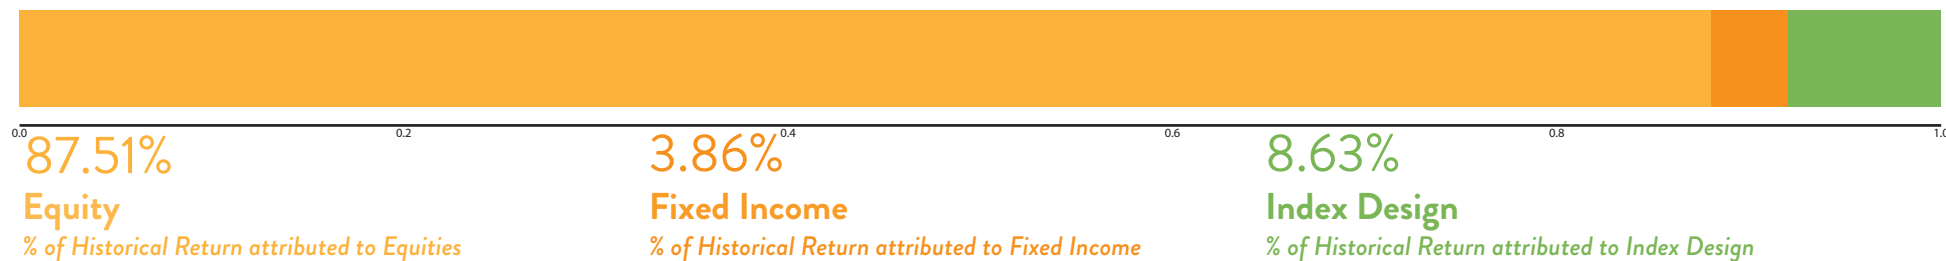 0.0 0.2 0.4 0.6 0.8 1.0
87.51% 3.86% 8.63%
Equity Fixed Income Index Design
% of Historical Return attributed to Equities % of Historical Return attributed to Fixed Income % of Historical Return attributed to Index Design